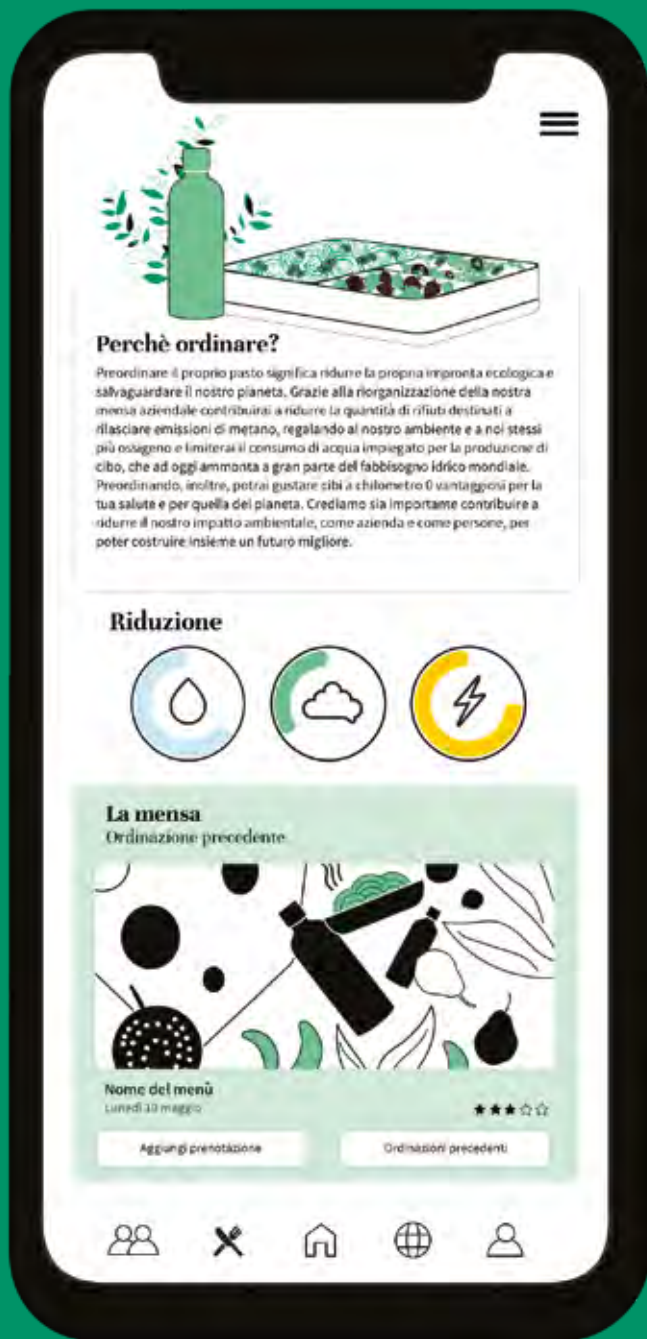 Perchè ordinare?
Preordinare il proprio pasto significa ridurre la propria impronta ecologica e
salvaguardare il nostro pianeta. Grazie alla riorganizzazione della nostra
mensa aziendale contribuirai a ridurre la quantità di rifiuti destinati a
rilasciare emissioni di metano, regalando al nostro ambiente e a noi stessi
più ossigeno e limiterai il consumo di acqua impiegato per la produzione di
cibo, che ad oggi ammonta a gran parte del fabbisogno idrico mondiale.
Preordinando, inoltre, potrai gustare cibi a chilometro 0 vantaggiosi per la
tua salute e per quella del pianeta. Crediamo sia importante contribuire a
ridurre il nostro impatto ambientale, come azienda e come persone, per
poter costruire insieme un futuro migliore.
Riduzione
La mensa
Ordinazione precedente
Nome del menù
Lunedì 10 maggio
Aggiungi prenotazione
Ordinazioni precedenti